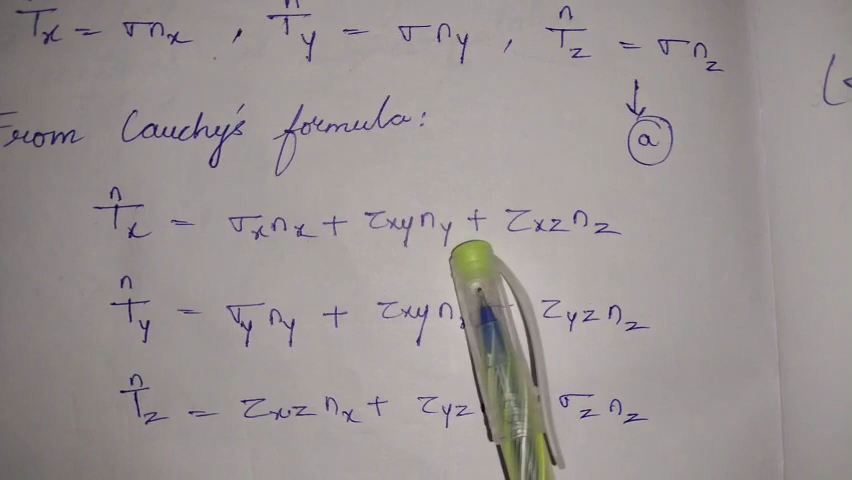 n n n
Tx = σnx , Ty = σny , Tz = σnz
From Cauchy's formula:
a
n
Tx = σxnx + τxyny + τxznz
n
Ty = σyny + τxyn + τyznz
n
Tz = τxznx + τyz σznz